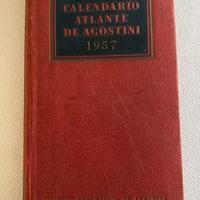 CALENDARIO
ATLANTE
DE AGOSTINI
1957